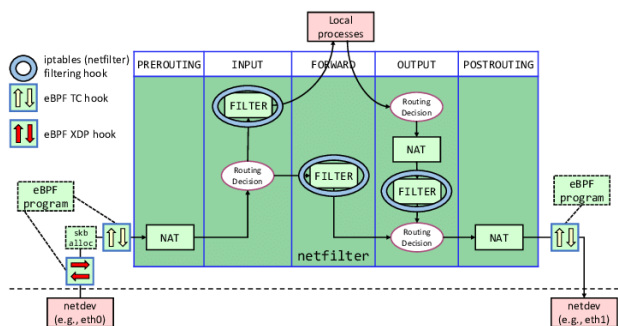 Local
processes
iptables (netfilter)
filtering hook
eBPF TC hook
eBPF XDP hook
PREROUTING
INPUT
FORWARD
OUTPUT
POSTROUTING
FILTER
Routing
Decision
NAT
Routing
Decision
FILTER
FILTER
eBPF
program
eBPF
program
skb
alloc
NAT
Routing
Decision
NAT
netfilter
netdev
(e.g., eth0)
netdev
(e.g., eth1)